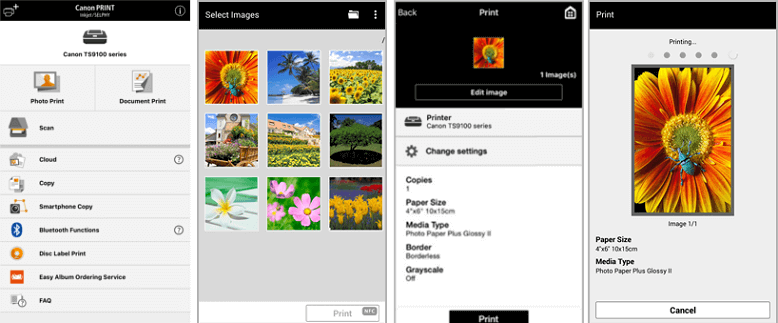 Canon PRINT
Inkjet/SELPHY
Canon TS9100 series
Photo Print
Document Print
Scan
Cloud
Copy
Smartphone Copy
Bluetooth Functions
Disc Label Print
Easy Album Ordering Service
FAQ
Select Images
/
Print
NFC
Back
Print
1 Image(s)
Edit image
Printer
Canon TS9100 series
Change settings
Copies
1
Paper Size
4"x6" 10x15cm
Media Type
Photo Paper Plus Glossy II
Border
Borderless
Grayscale
Off
Print
Print
Printing...
Image 1/1
Paper Size
4"x6" 10x15cm
Media Type
Photo Paper Plus Glossy II
Cancel